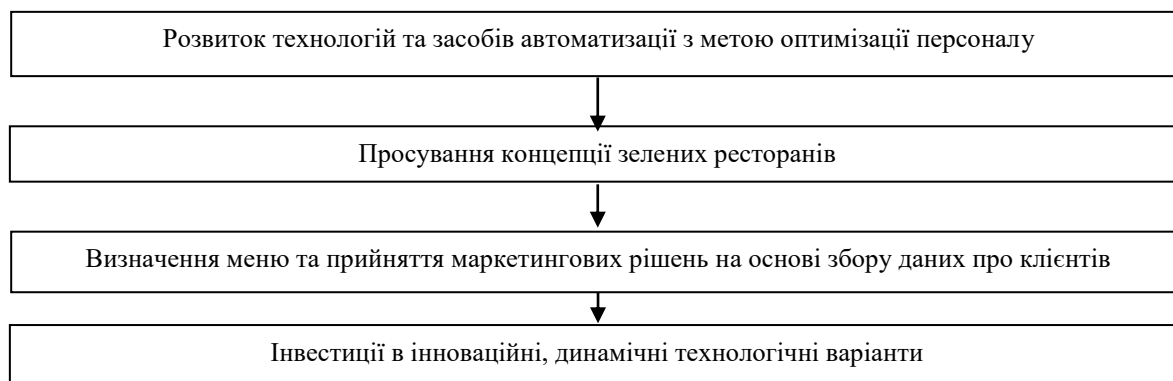 Розвиток технологій та засобів автоматизації з метою оптимізації персоналу
Просування концепції зелених ресторанів
Визначення меню та прийняття маркетингових рішень на основі збору даних про клієнтів
Інвестиції в інноваційні, динамічні технологічні варіанти